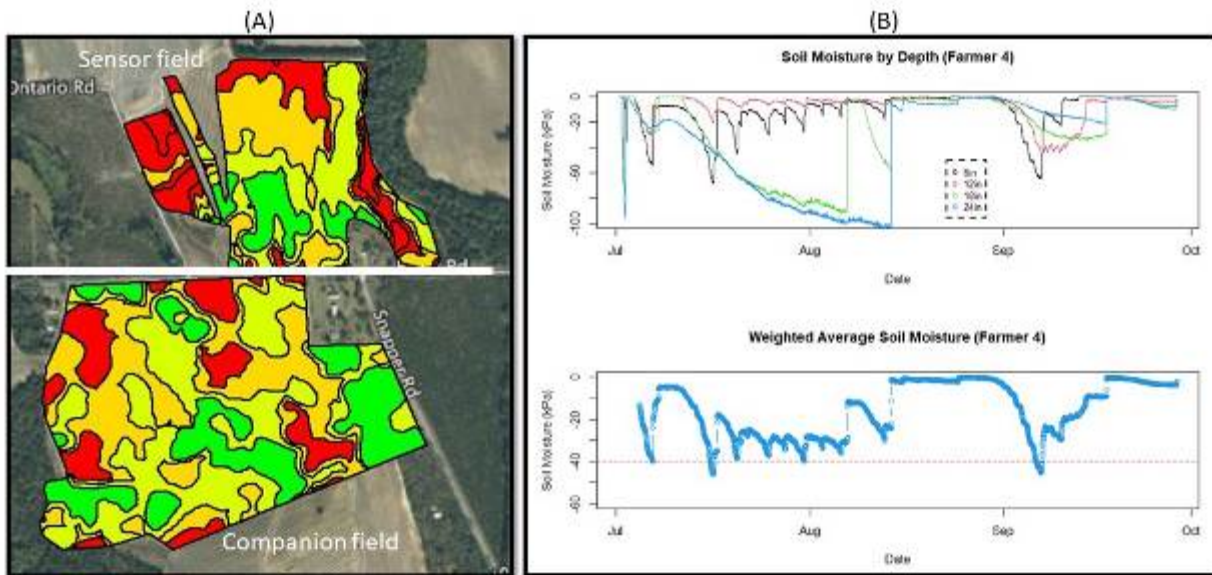 (A)
(B)
Sensor field
Ontario Rd
Rd
Snapper Rd
Companion field
Soil Moisture by Depth (Farmer 4)
Soil Moisture (kPa)
0
-20
-60
-100
6in
12in
18in
24in
Jul
Aug
Sep
Oct
Date
Weighted Average Soil Moisture (Farmer 4)
Soil Moisture (kPa)
0
-20
-40
-60
Jul
Aug
Sep
Oct
Date